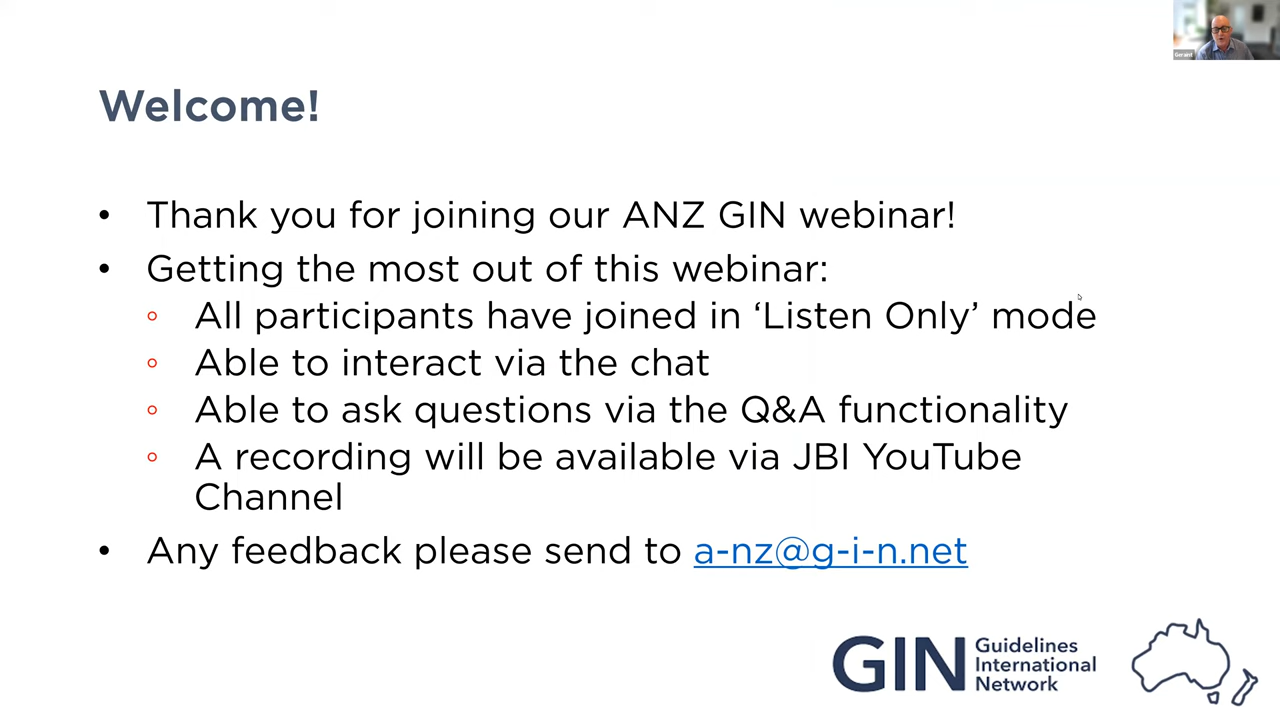 Gerald
Welcome!
• Thank you for joining our ANZ GIN webinar!
• Getting the most out of this webinar:
◦ All participants have joined in ‘Listen Only’ mode
◦ Able to interact via the chat
◦ Able to ask questions via the Q&A functionality
◦ A recording will be available via JBI YouTube
Channel
• Any feedback please send to a-nz@g-i-n.net
GIN
Guidelines
International
Network